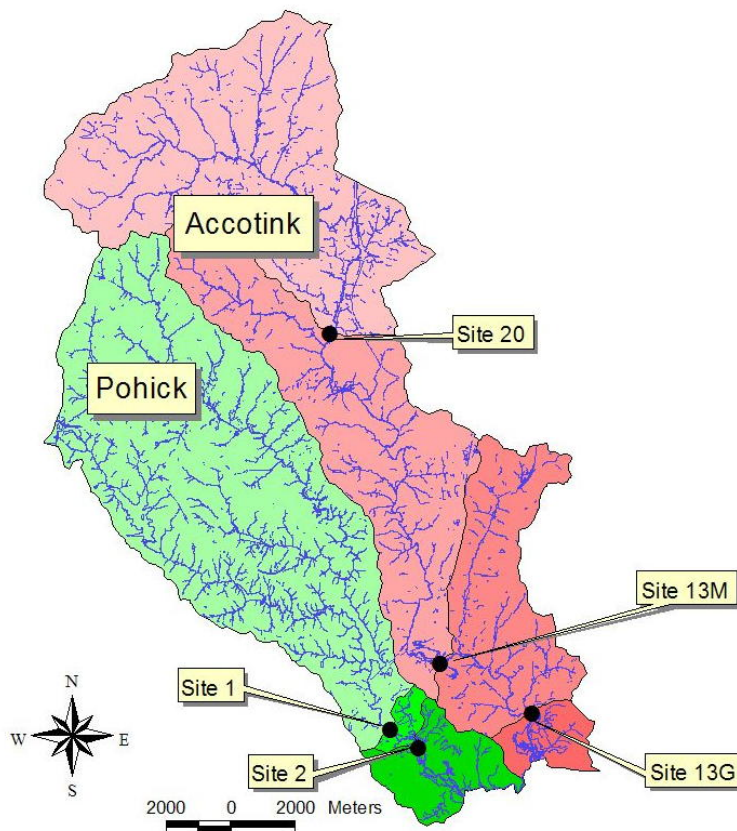 Accotink
Site 20
Pohick
Site 13M
Site 1
N
W E
S
Site 2
Site 13G
2000 0 2000 Meters